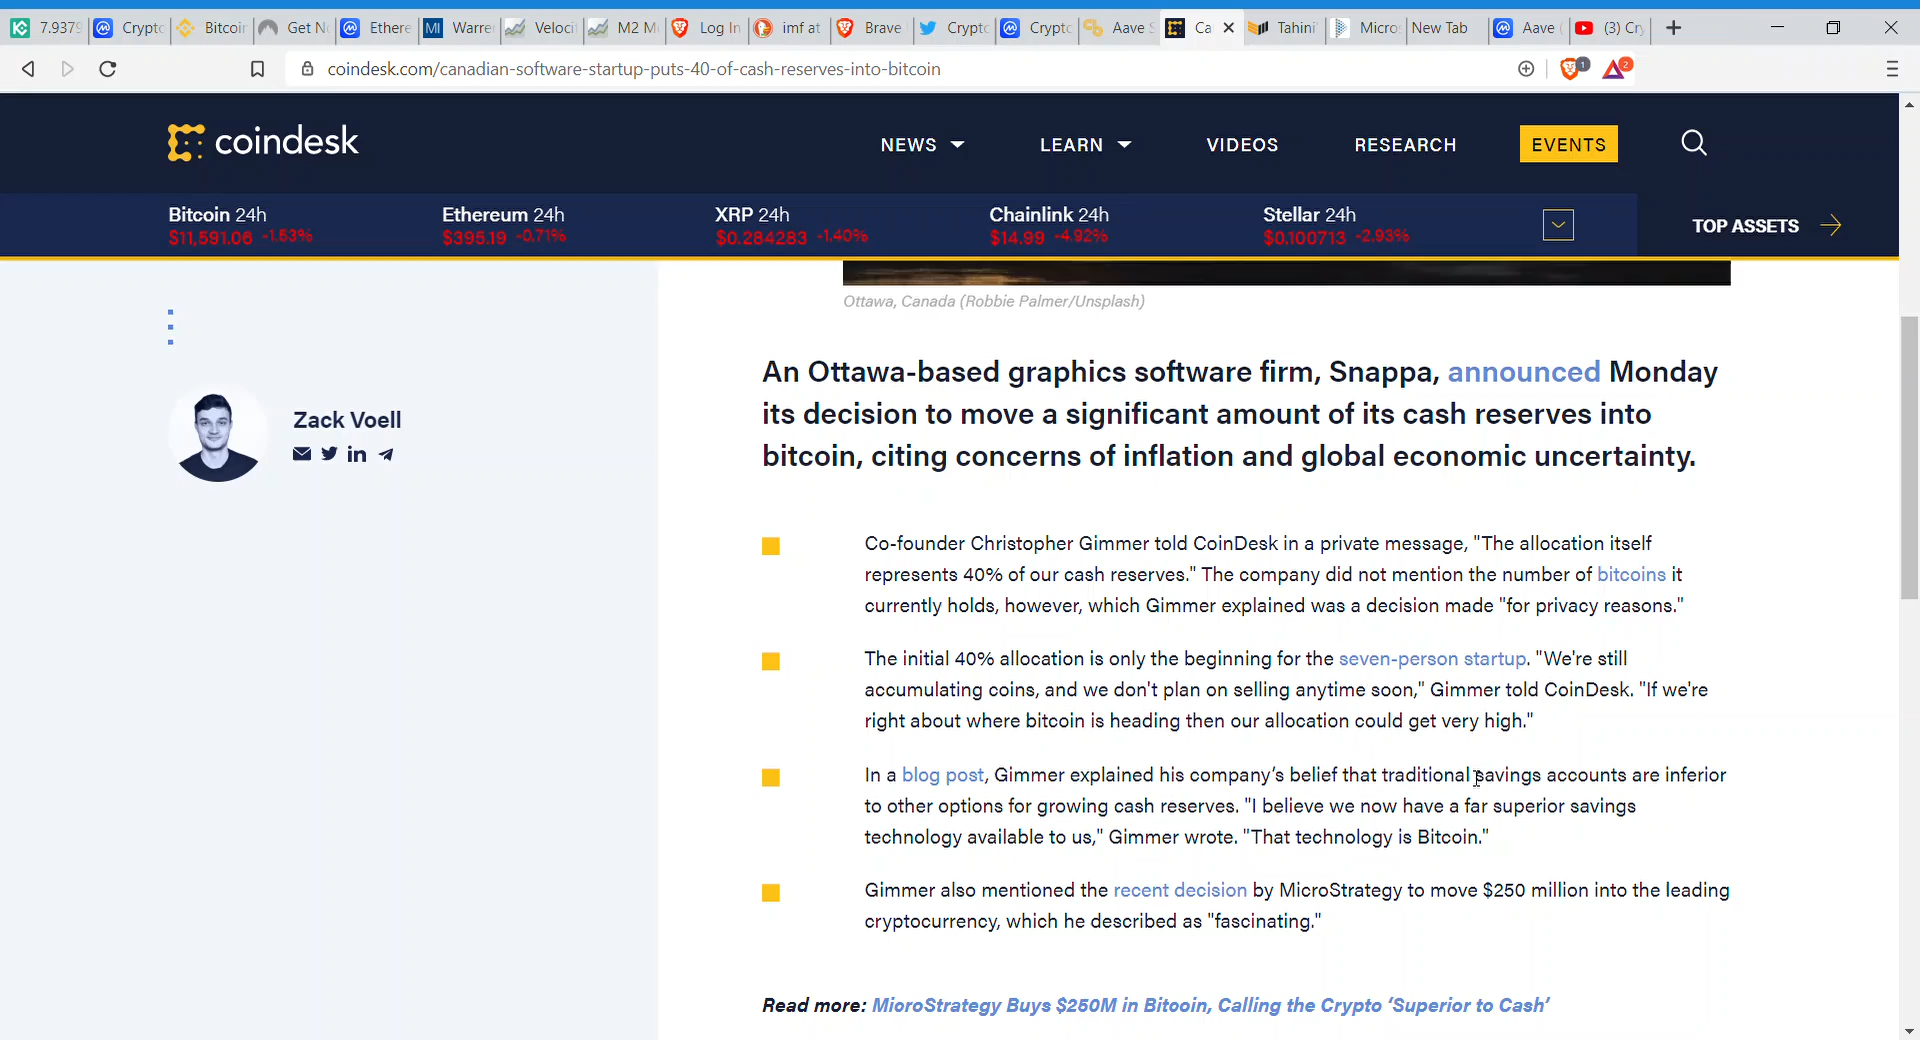 7.9379 Crypto Bitcoin Get No Ethere MI Warre Veloci M2 M Log In imf at Brave Crypto Crypto Aave S Ca Tahini' Micros New Tab Aave ( (3) Cry
coindesk.com/canadian-software-startup-puts-40-of-cash-reserves-into-bitcoin 1 2
coindesk NEWS LEARN VIDEOS RESEARCH EVENTS
Bitcoin 24h Ethereum 24h XRP 24h Chainlink 24h Stellar 24h TOP ASSETS
$11,591.06 -1.53% $395.19 -0.71% $0.284283 -1.40% $14.99 -4.92% $0.100713 -2.93%
Ottawa, Canada (Robbie Palmer/Unsplash)
Zack Voell
in
An Ottawa-based graphics software firm, Snappa, announced Monday
its decision to move a significant amount of its cash reserves into
bitcoin, citing concerns of inflation and global economic uncertainty.
Co-founder Christopher Gimmer told CoinDesk in a private message, "The allocation itself
represents 40% of our cash reserves." The company did not mention the number of bitcoins it
currently holds, however, which Gimmer explained was a decision made "for privacy reasons."
The initial 40% allocation is only the beginning for the seven-person startup. "We're still
accumulating coins, and we don't plan on selling anytime soon," Gimmer told CoinDesk. "If we're
right about where bitcoin is heading then our allocation could get very high."
In a blog post, Gimmer explained his company’s belief that traditional savings accounts are inferior
to other options for growing cash reserves. "I believe we now have a far superior savings
technology available to us," Gimmer wrote. "That technology is Bitcoin."
Gimmer also mentioned the recent decision by MicroStrategy to move $250 million into the leading
cryptocurrency, which he described as "fascinating."
Read more: MicroStrategy Buys $250M in Bitcoin, Calling the Crypto ‘Superior to Cash’